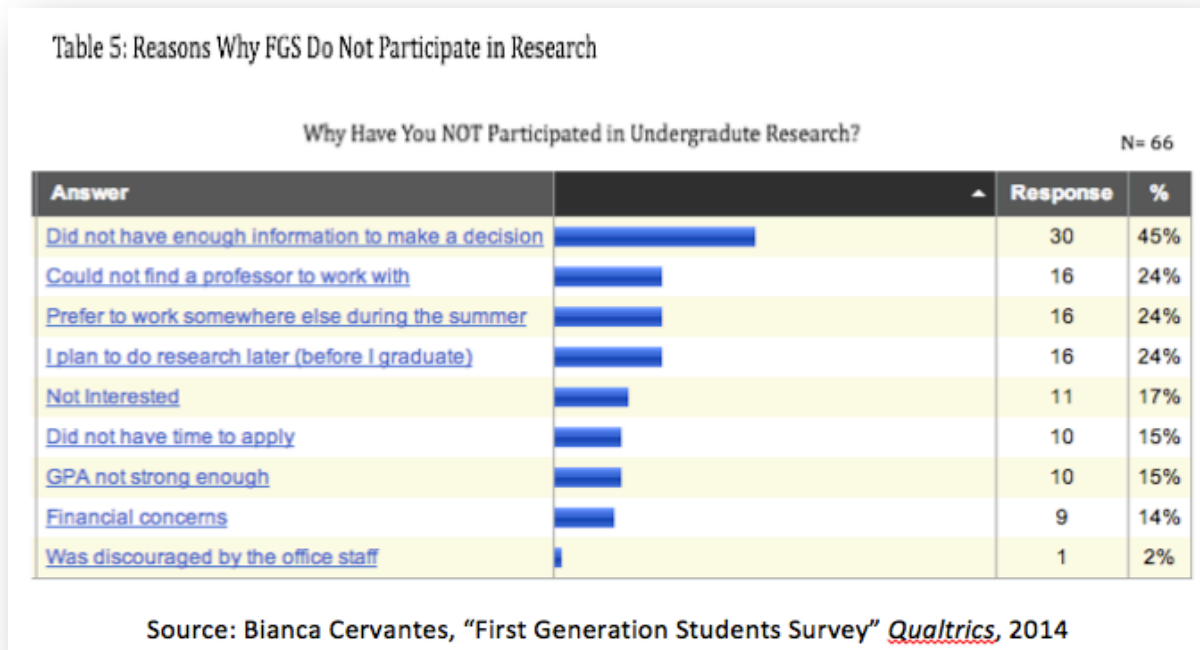 Table 5: Reasons Why FGS Do Not Participate in Research
Why Have You NOT Participated in Undergradute Research?
N= 66
Answer Response %
Did not have enough information to make a decision 30 45%
Could not find a professor to work with 16 24%
Prefer to work somewhere else during the summer 16 24%
I plan to do research later (before I graduate) 16 24%
Not Interested 11 17%
Did not have time to apply 10 15%
GPA not strong enough 10 15%
Financial concerns 9 14%
Was discouraged by the office staff 1 2%
Source: Bianca Cervantes, “First Generation Students Survey” Qualtrics, 2014